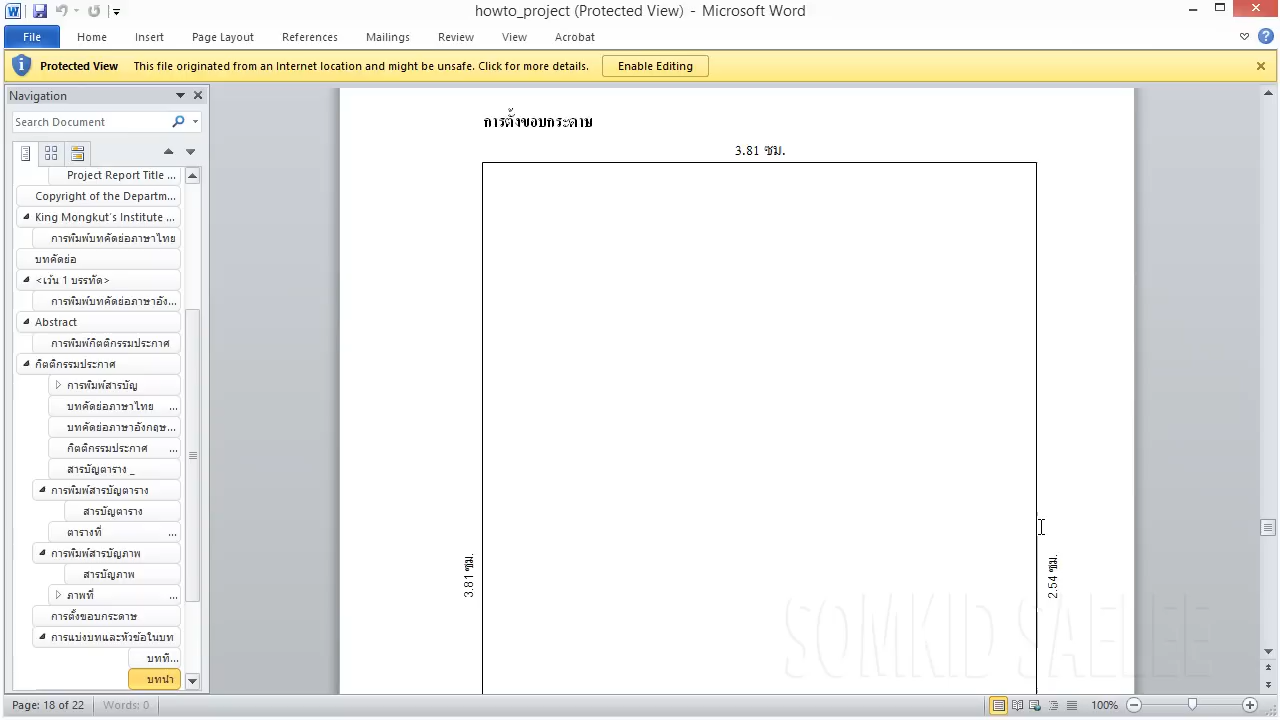 howto_project (Protected View) - Microsoft Word
File Home Insert Page Layout References Mailings Review View Acrobat
Protected View This file originated from an Internet location and might be unsafe. Click for more details. Enable Editing
Navigation
Search Document
Project Report Title ...
Copyright of the Departm...
King Mongkut's Institute ...
การพิมพ์บทคัดย่อภาษาไทย
บทคัดย่อ
<เว้น 1 บรรทัด>
การพิมพ์บทคัดย่อภาษาอัง...
Abstract
การพิมพ์กิตติกรรมประกาศ
กิตติกรรมประกาศ
การพิมพ์สารบัญ
บทคัดย่อภาษาไทย ...
บทคัดย่อภาษาอังกฤษ...
กิตติกรรมประกาศ ...
สารบัญตาราง _
การพิมพ์สารบัญตาราง
สารบัญตาราง
ตารางที่ ...
การพิมพ์สารบัญภาพ
สารบัญภาพ
ภาพที่ ...
การตั้งขอบกระดาษ
การแบ่งบทและหัวข้อในบท
บทที่...
บทนำ
การตั้งขอบกระดาษ
3.81 ซม.
3.81 ซม.
2.54 ซม.
SOMKID SAELEE
Page: 18 of 22 Words: 0 100%